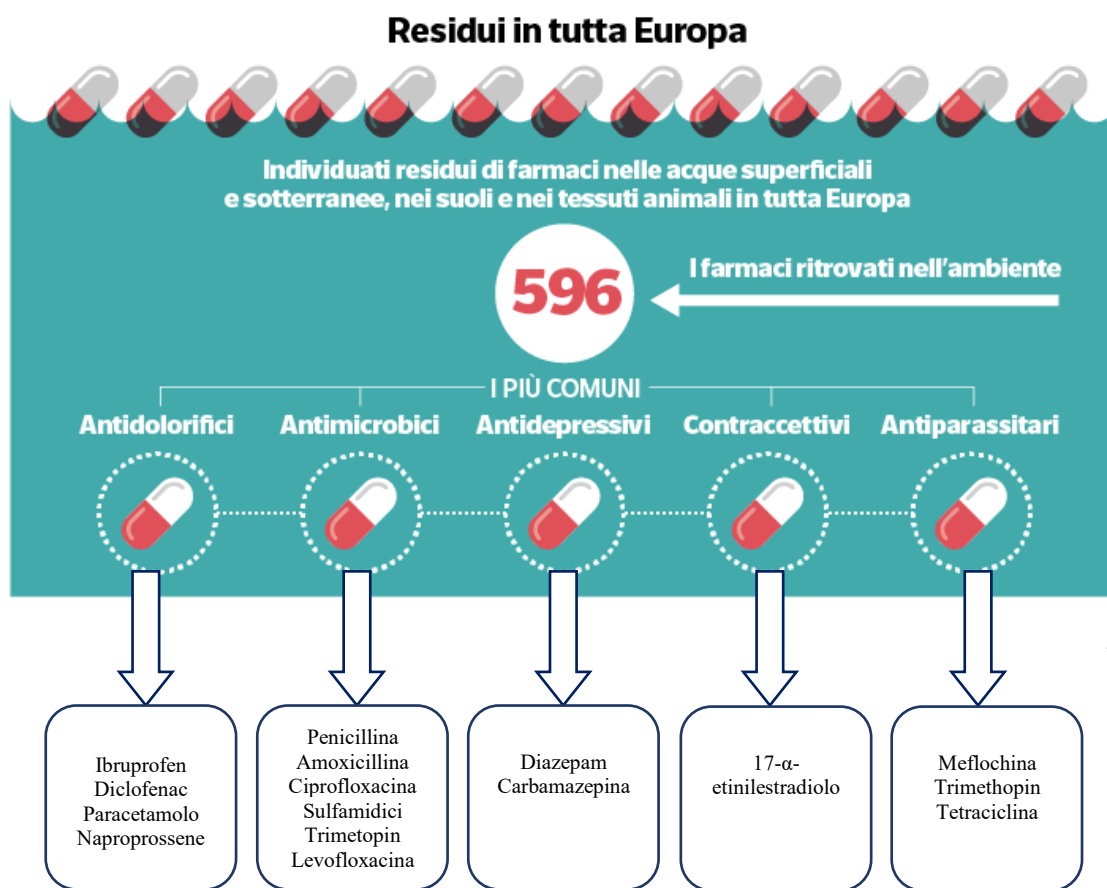 Residui in tutta Europa
Individuati residui di farmaci nelle acque superficiali
e sotterranee, nei suoli e nei tessuti animali in tutta Europa
596
I farmaci ritrovati nell'ambiente
I PIÙ COMUNI
Antidolorifici
Antimicrobici
Antidepressivi
Contraccettivi
Antiparassitari
Ibruprofen
Diclofenac
Paracetamolo
Naproprossene
Penicillina
Amoxicillina
Ciprofloxacina
Sulfamidici
Trimetopin
Levofloxacina
Diazepam
Carbamazepina
17-α-
etinilestradiolo
Meflochina
Trimethopin
Tetraciclina